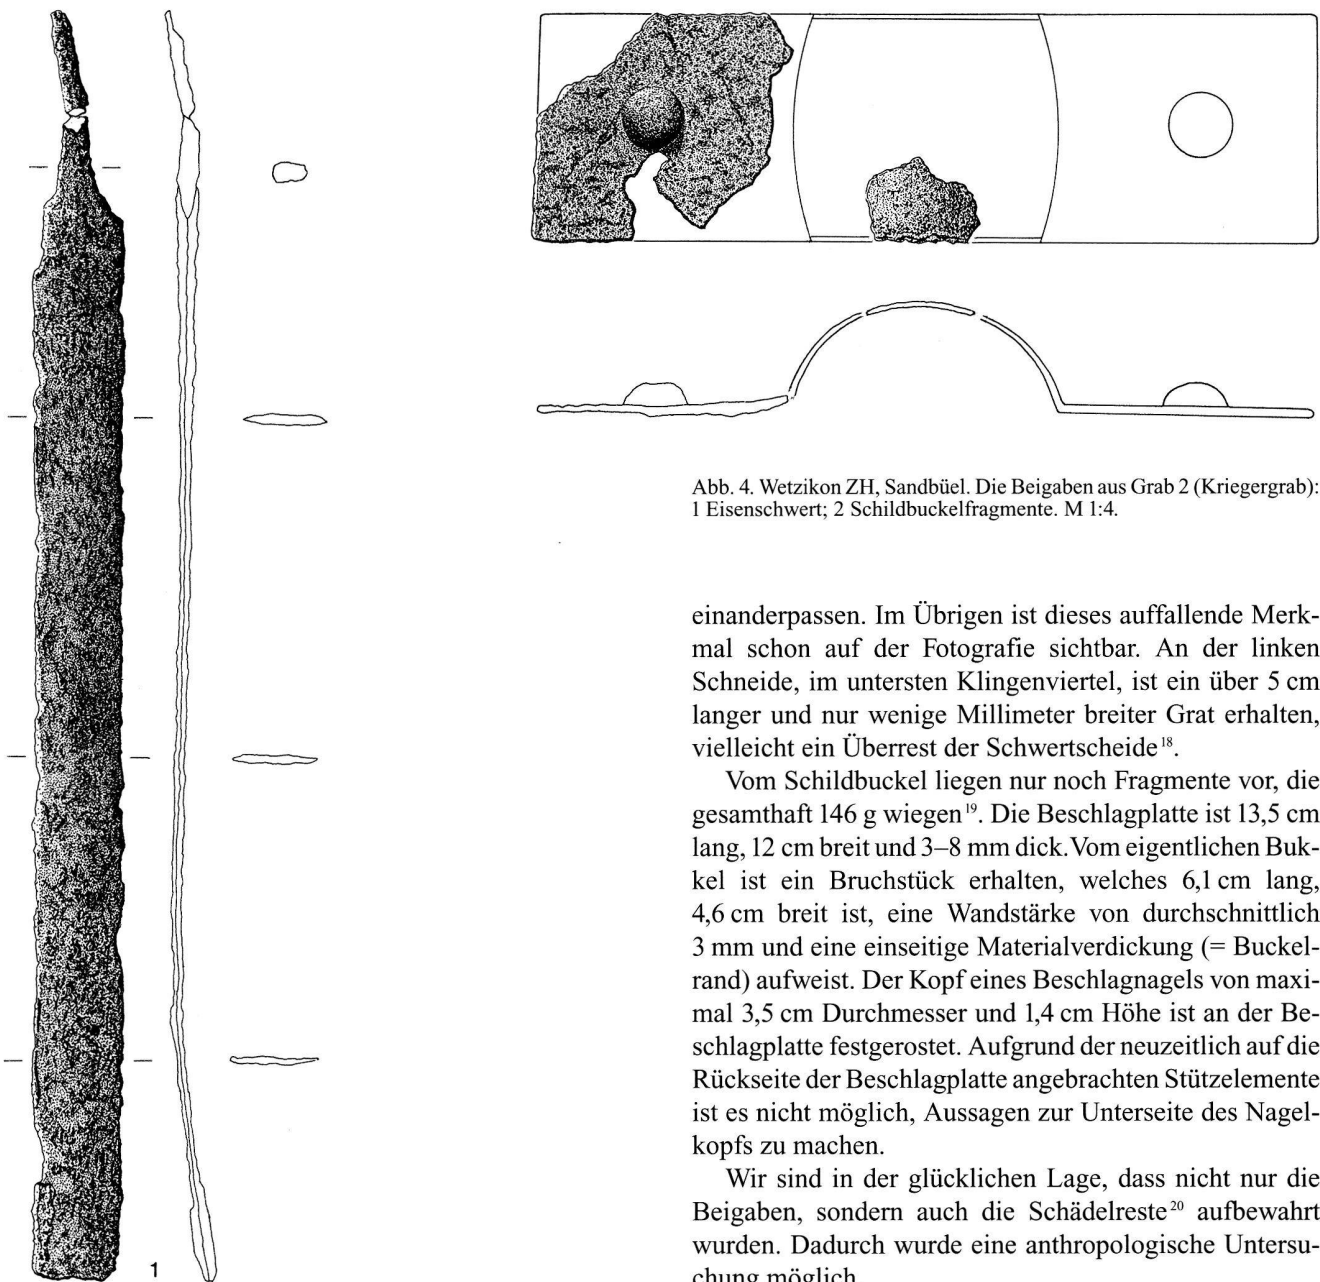 1
Abb. 4. Wetzikon ZH, Sandbüel. Die Beigaben aus Grab 2 (Kriegergrab):
1 Eisenschwert; 2 Schildbuckelfragmente. M 1:4.
einanderpassen. Im Übrigen ist dieses auffallende Merk-
mal schon auf der Fotografie sichtbar. An der linken
Schneide, im untersten Klingenviertel, ist ein über 5 cm
langer und nur wenige Millimeter breiter Grat erhalten,
vielleicht ein Überrest der Schwertscheide¹⁸.
Vom Schildbuckel liegen nur noch Fragmente vor, die
gesamthaft 146 g wiegen¹⁹. Die Beschlagplatte ist 13,5 cm
lang, 12 cm breit und 3–8 mm dick.Vom eigentlichen Buk-
kel ist ein Bruchstück erhalten, welches 6,1 cm lang,
4,6 cm breit ist, eine Wandstärke von durchschnittlich
3 mm und eine einseitige Materialverdickung (= Buckel-
rand) aufweist. Der Kopf eines Beschlagnagels von maxi-
mal 3,5 cm Durchmesser und 1,4 cm Höhe ist an der Be-
schlagplatte festgerostet. Aufgrund der neuzeitlich auf die
Rückseite der Beschlagplatte angebrachten Stützelemente
ist es nicht möglich, Aussagen zur Unterseite des Nagel-
kopfs zu machen.
Wir sind in der glücklichen Lage, dass nicht nur die
Beigaben, sondern auch die Schädelreste²⁰ aufbewahrt
wurden. Dadurch wurde eine anthropologische Untersu-
chung möglich.